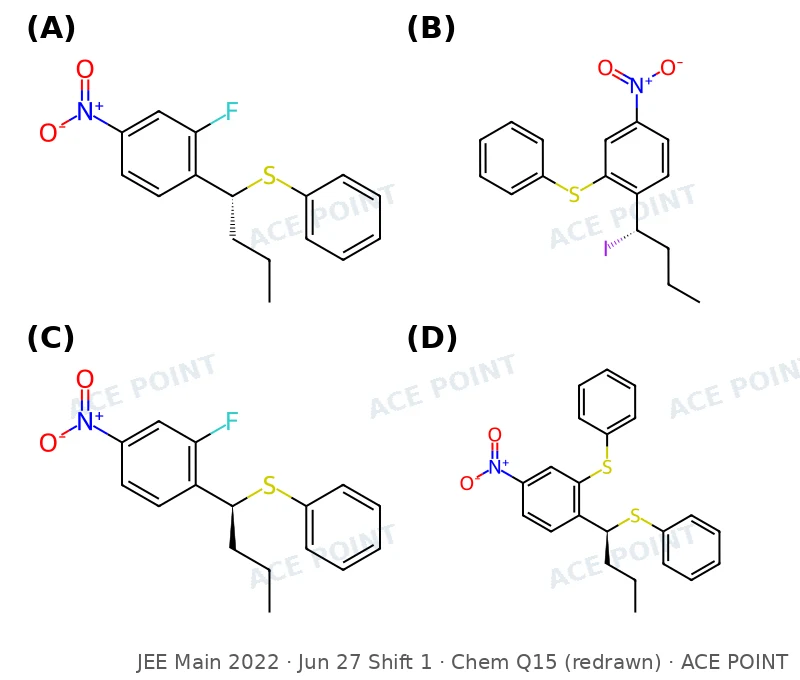 (A)
(B)
O
N+
O-
F
S
ACE POINT
O
N+
O-
S
I
ACE POINT
(C)
(D)
O
N+
O-
F
S
ACE POINT
ACE POINT
ACE POINT
ACE POIN
O
N+
O-
S
S
ACE POINT
JEE Main 2022 · Jun 27 Shift 1 · Chem Q15 (redrawn) · ACE POINT